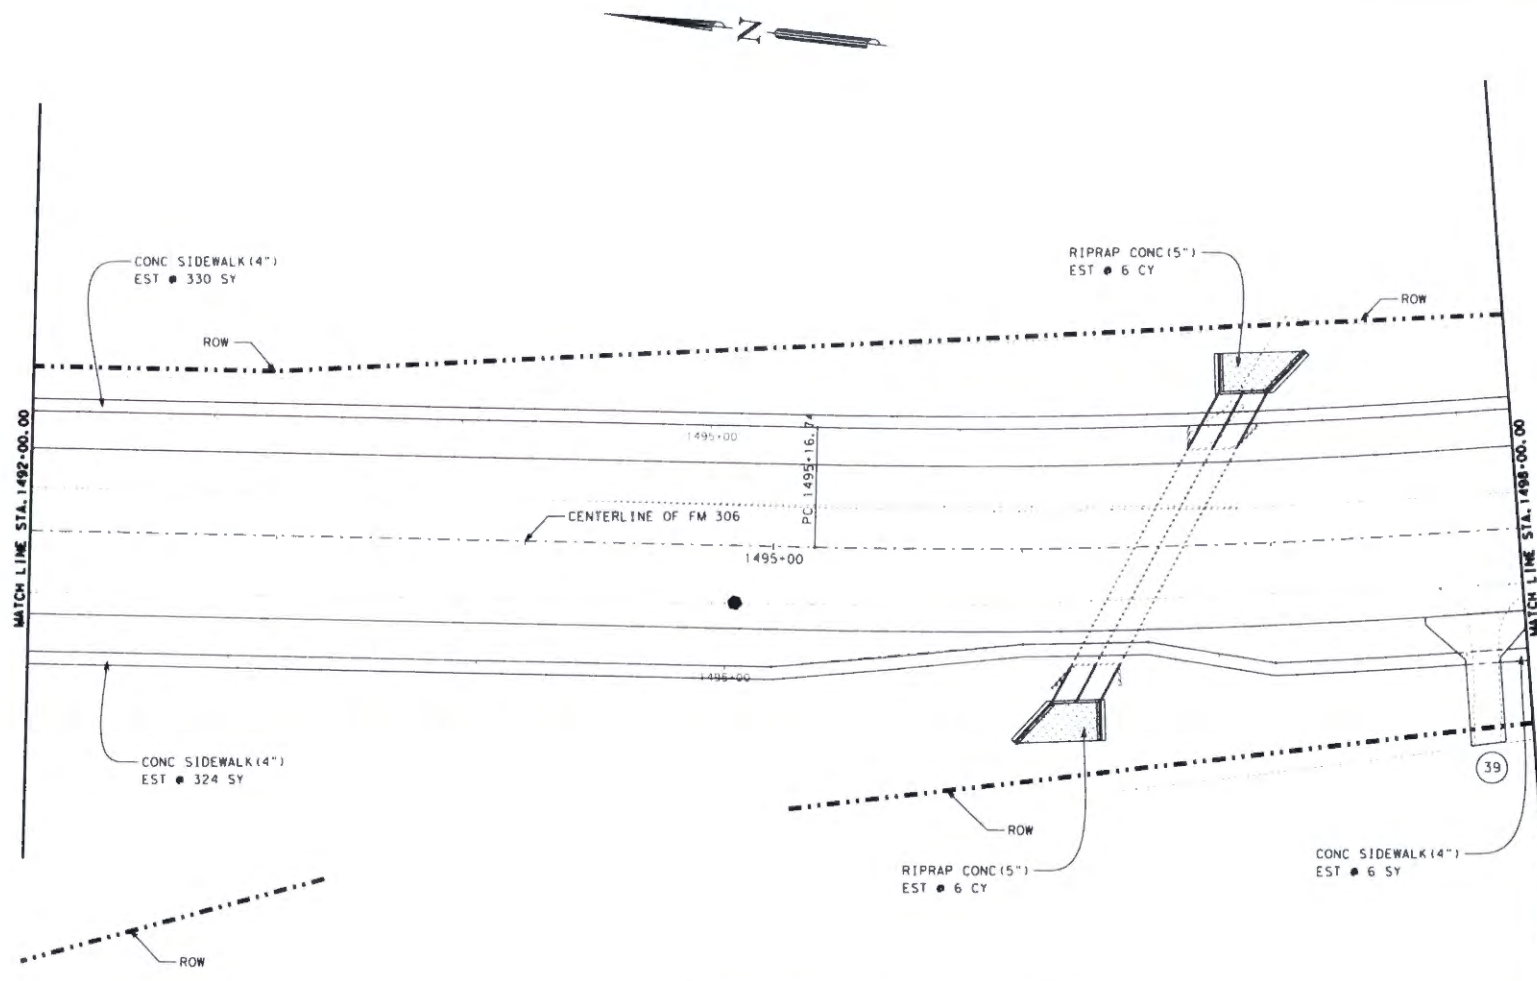 N
CONC SIDEWALK(4")
EST @ 330 SY
RIPRAP CONC(5")
EST @ 6 CY
ROW
ROW
MATCH LINE STA.1492+00.00
1495+00
PC 1495+16.74
CENTERLINE OF FM 306
1495+00
MATCH LINE STA.1498+00.00
1495+00
CONC SIDEWALK(4")
EST @ 324 SY
39
ROW
RIPRAP CONC(5")
EST @ 6 CY
CONC SIDEWALK(4")
EST @ 6 SY
ROW